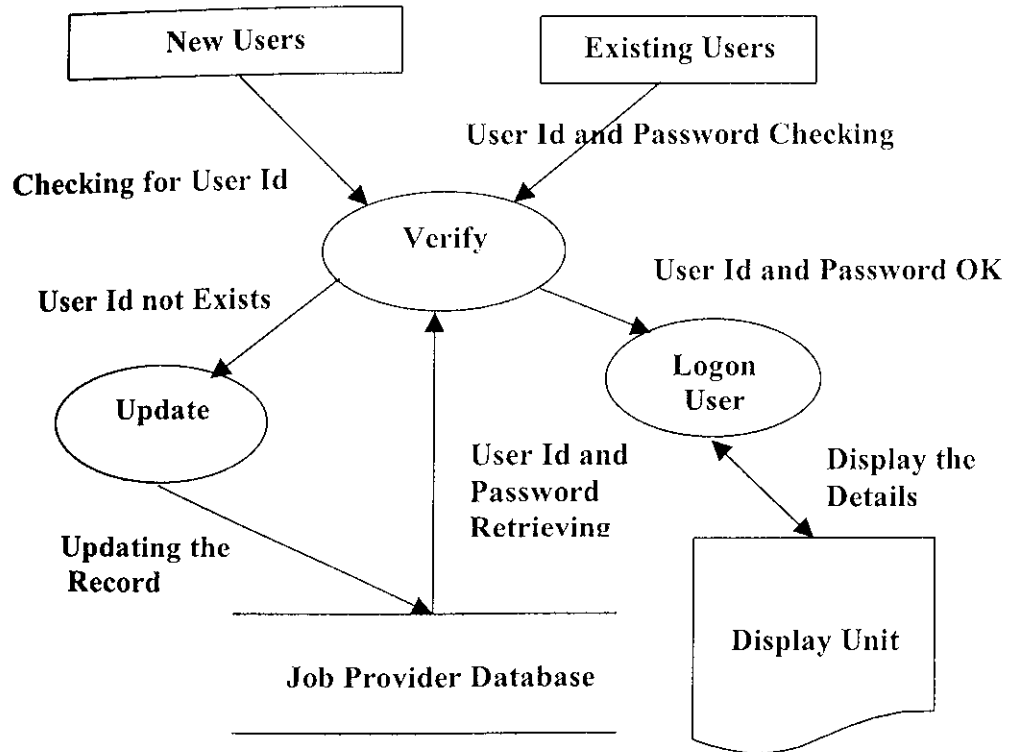 New Users
Existing Users
User Id and Password Checking
Checking for User Id
Verify
User Id and Password OK
User Id not Exists
Logon
User
Update
User Id and
Password
Retrieving
Display the
Details
Updating the
Record
Display Unit
Job Provider Database